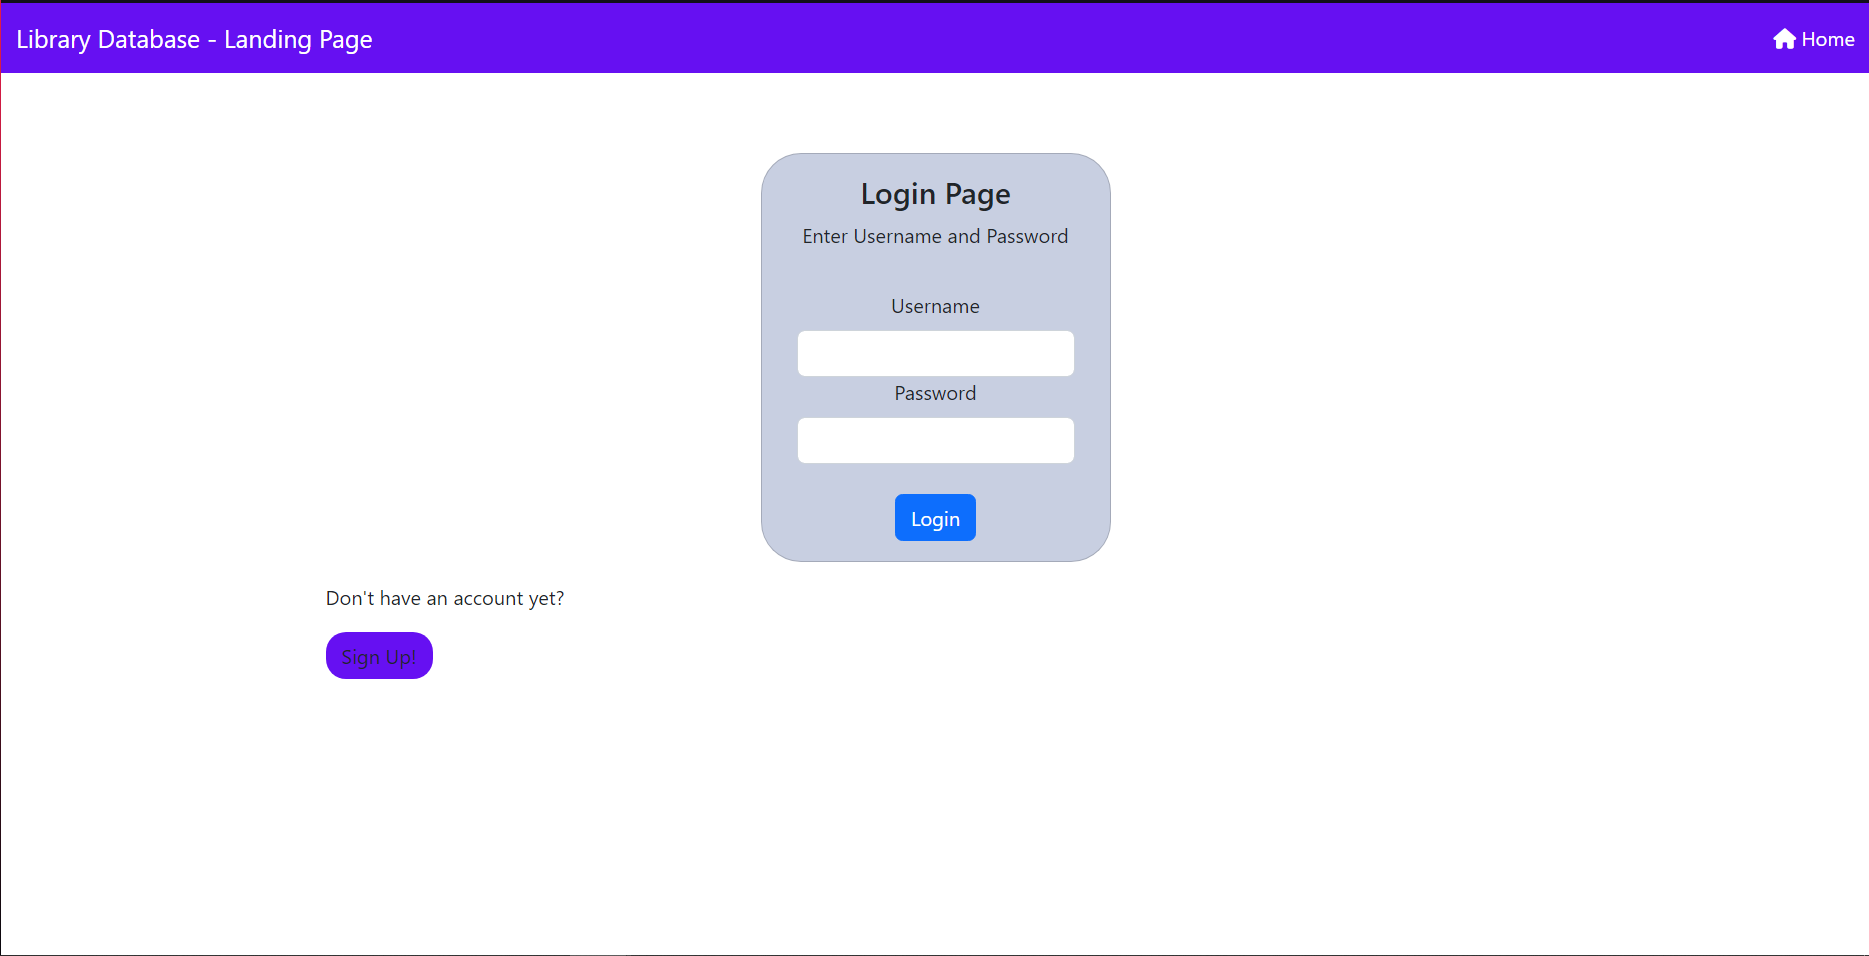 Library Database - Landing Page
Home
Login Page
Enter Username and Password
Username
Password
Login
Don't have an account yet?
Sign Up!